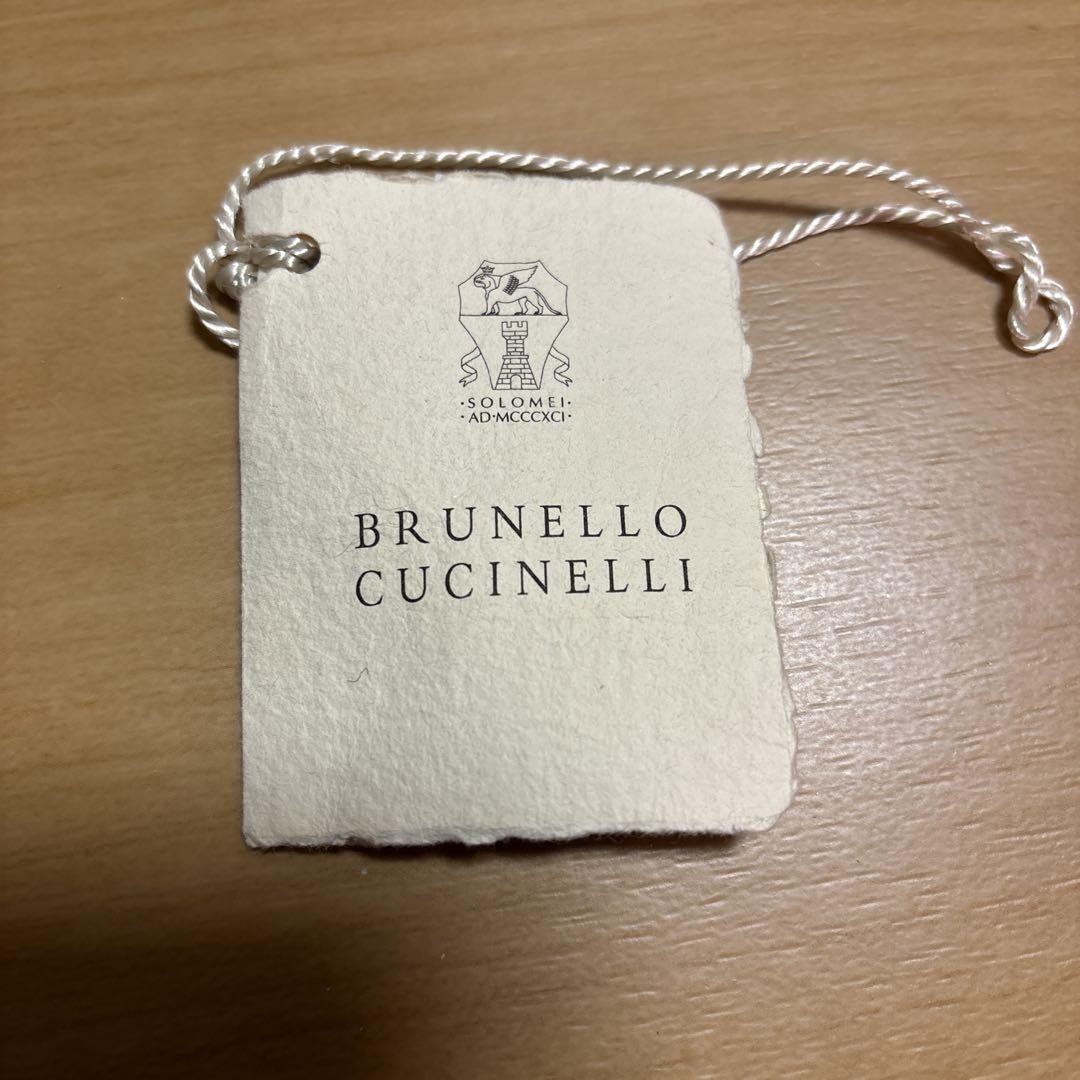 ·SOLOMEI·
·AD·MCCCXCI·
BRUNELLO
CUCINELLI